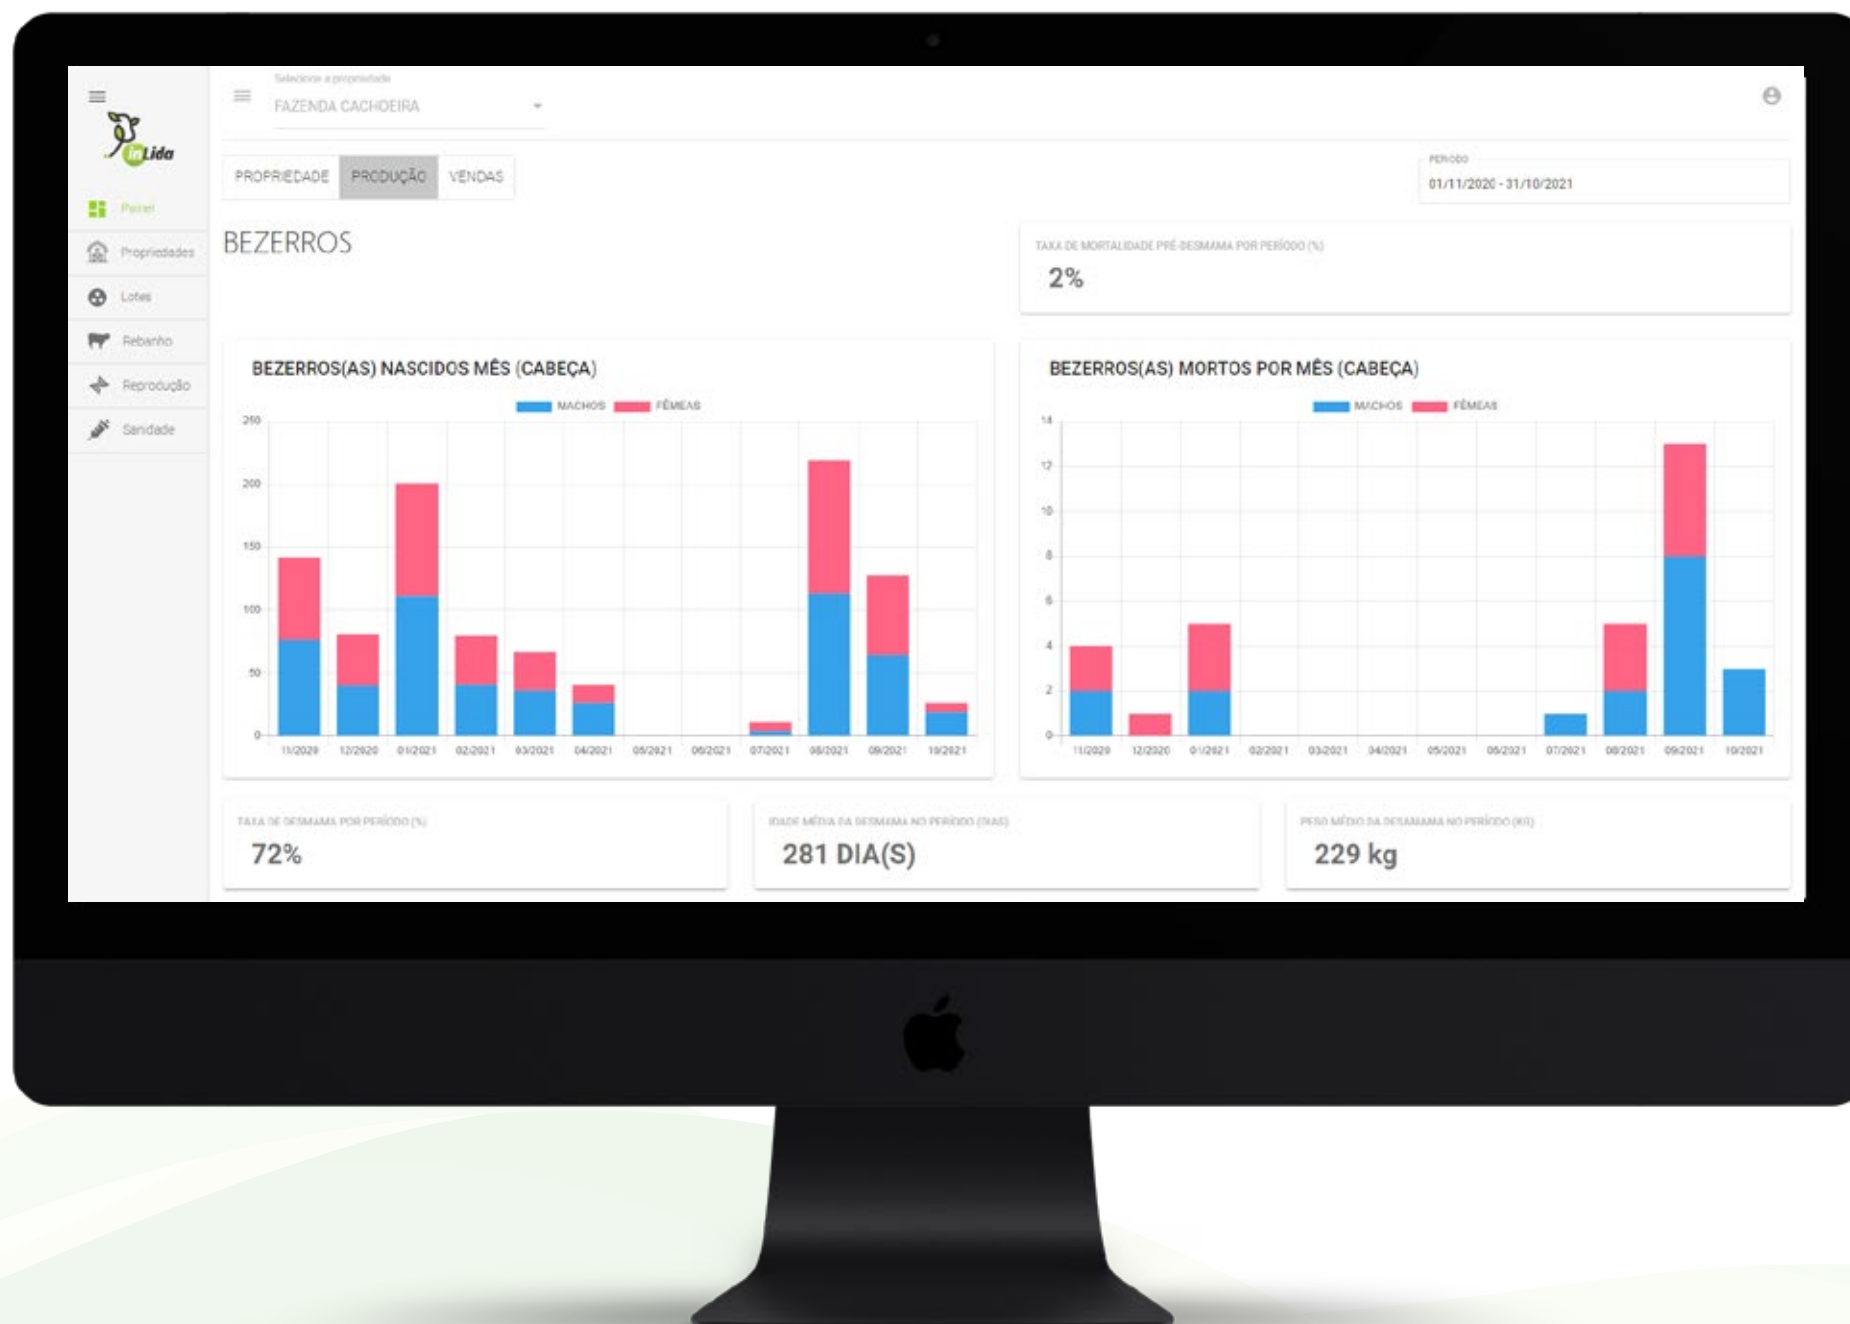 Selecione a propriedade
FAZENDA CACHOEIRA
inLida
PROPRIEDADE PRODUÇÃO VENDAS
PERIODO
01/11/2020 - 31/10/2021
Painel
Propriedades
Lotes
Rebanho
Reprodução
Sanidade
BEZERROS
TAXA DE MORTALIDADE PRÉ-DESMAMA POR PERÍODO (%)
2%
BEZERROS(AS) NASCIDOS MÊS (CABEÇA)
MACHOS FÊMEAS
250
200
150
100
50
0
11/2020 12/2020 01/2021 02/2021 03/2021 04/2021 05/2021 06/2021 07/2021 08/2021 09/2021 10/2021
BEZERROS(AS) MORTOS POR MÊS (CABEÇA)
MACHOS FÊMEAS
14
12
10
8
6
4
2
0
11/2020 12/2020 01/2021 02/2021 03/2021 04/2021 05/2021 06/2021 07/2021 08/2021 09/2021 10/2021
TAXA DE DESMAMA POR PERÍODO (%)
72%
IDADE MÉDIA DA DESMAMA NO PERÍODO (DIAS)
281 DIA(S)
PESO MÉDIO DA DESAMAMA NO PERÍODO (KG)
229 kg